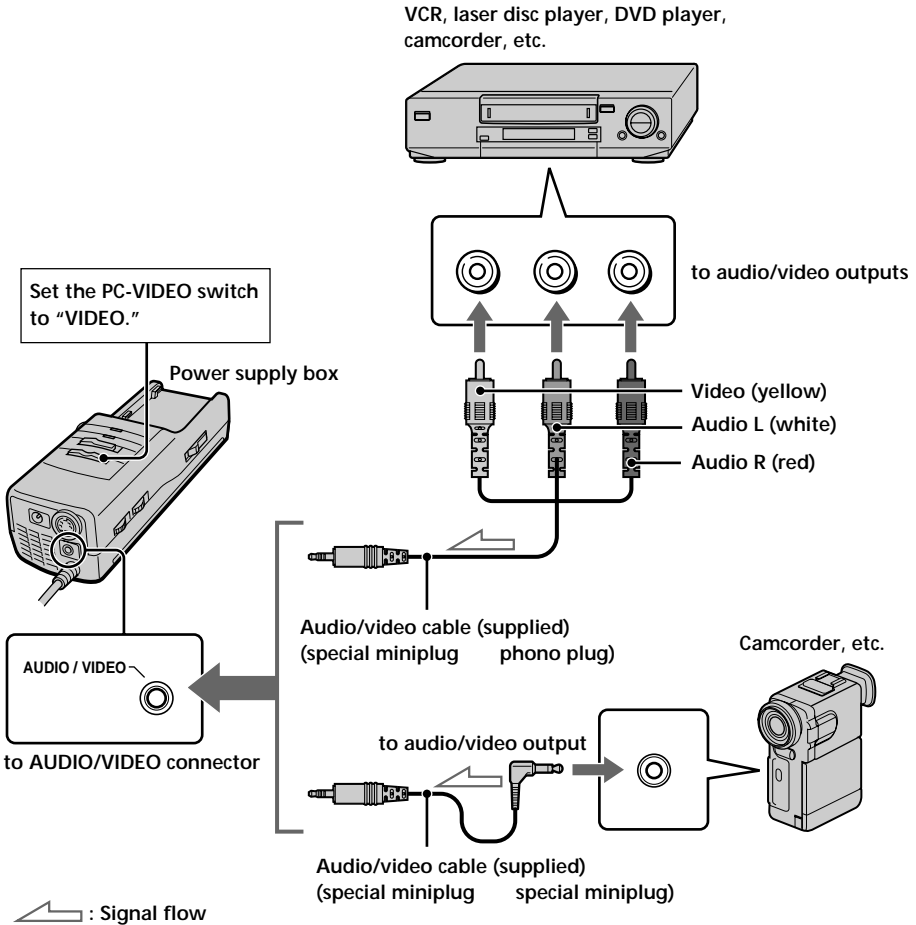 VCR, laser disc player, DVD player,
camcorder, etc.
to audio/video outputs
Set the PC-VIDEO switch
to “VIDEO.”
Power supply box
Video (yellow)
Audio L (white)
Audio R (red)
Audio/video cable (supplied)
(special miniplug phono plug)
AUDIO / VIDEO
to AUDIO/VIDEO connector
Camcorder, etc.
to audio/video output
Audio/video cable (supplied)
(special miniplug special miniplug)
: Signal flow